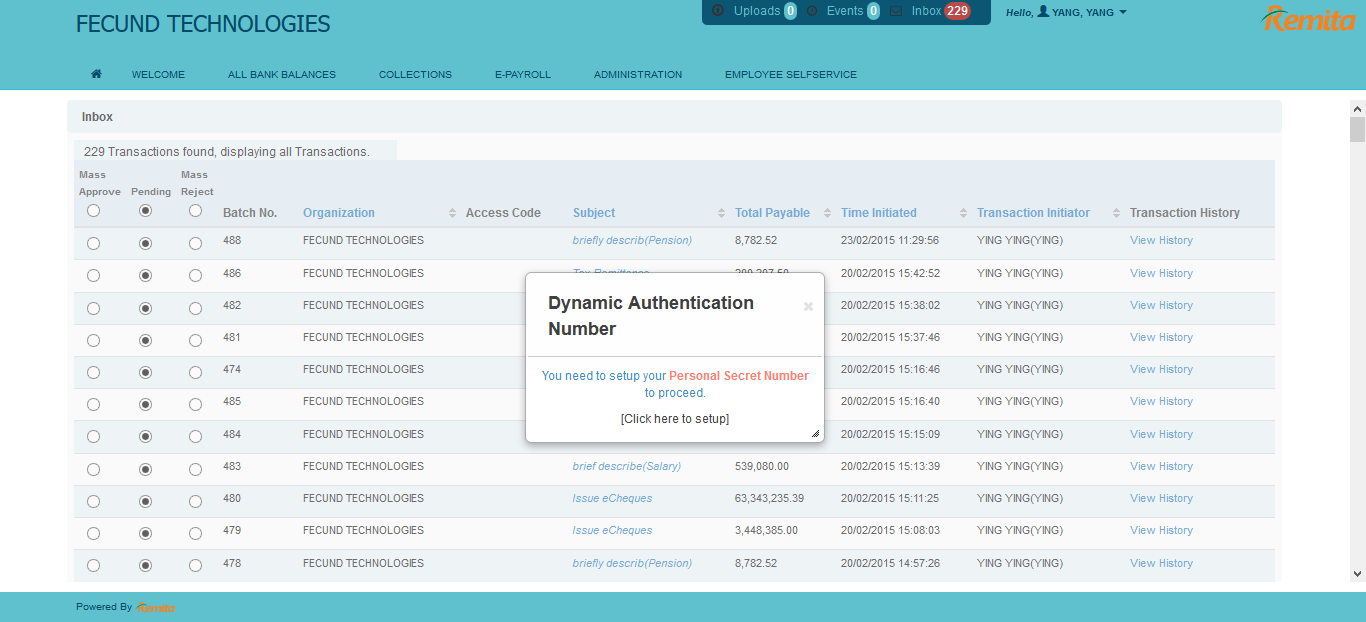 FECUND TECHNOLOGIES
Uploads 0 Events 0 Inbox 229
Hello, YANG, YANG
Remita
WELCOME ALL BANK BALANCES COLLECTIONS E-PAYROLL ADMINISTRATION EMPLOYEE SELFSERVICE
Inbox
229 Transactions found, displaying all Transactions.
Mass Approve Pending Mass Reject Batch No. Organization Access Code Subject Total Payable Time Initiated Transaction Initiator Transaction History
488 FECUND TECHNOLOGIES briefly describ(Pension) 8,782.52 23/02/2015 11:29:56 YING YING(YING) View History
486 FECUND TECHNOLOGIES 20/02/2015 15:42:52 YING YING(YING) View History
482 FECUND TECHNOLOGIES 20/02/2015 15:38:02 YING YING(YING) View History
481 FECUND TECHNOLOGIES 20/02/2015 15:37:46 YING YING(YING) View History
474 FECUND TECHNOLOGIES 20/02/2015 15:16:46 YING YING(YING) View History
485 FECUND TECHNOLOGIES 20/02/2015 15:16:40 YING YING(YING) View History
484 FECUND TECHNOLOGIES 20/02/2015 15:15:09 YING YING(YING) View History
483 FECUND TECHNOLOGIES brief describe(Salary) 539,080.00 20/02/2015 15:13:39 YING YING(YING) View History
480 FECUND TECHNOLOGIES Issue eCheques 63,343,235.39 20/02/2015 15:11:25 YING YING(YING) View History
479 FECUND TECHNOLOGIES Issue eCheques 3,448,385.00 20/02/2015 15:08:03 YING YING(YING) View History
478 FECUND TECHNOLOGIES briefly describ(Pension) 8,782.52 20/02/2015 14:57:26 YING YING(YING) View History
Dynamic Authentication
Number
×
You need to setup your Personal Secret Number
to proceed.
[Click here to setup]
Powered By Remita